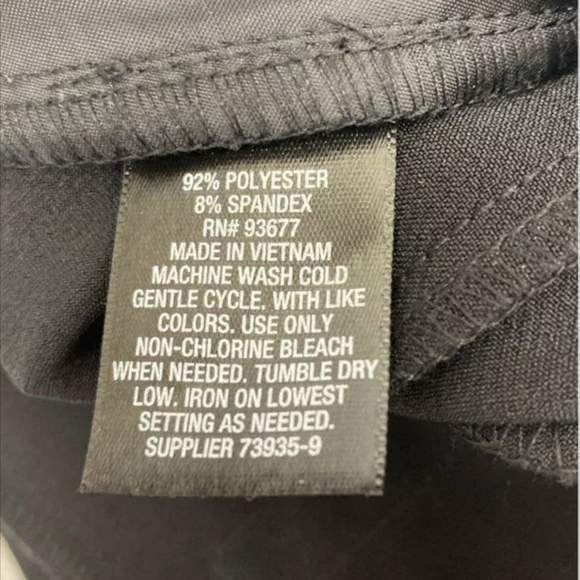 92% POLYESTER
8% SPANDEX
RN# 93677
MADE IN VIETNAM
MACHINE WASH COLD
GENTLE CYCLE, WITH LIKE
COLORS. USE ONLY
NON-CHLORINE BLEACH
WHEN NEEDED. TUMBLE DRY
LOW. IRON ON LOWEST
SETTING AS NEEDED.
SUPPLIER 73935-9